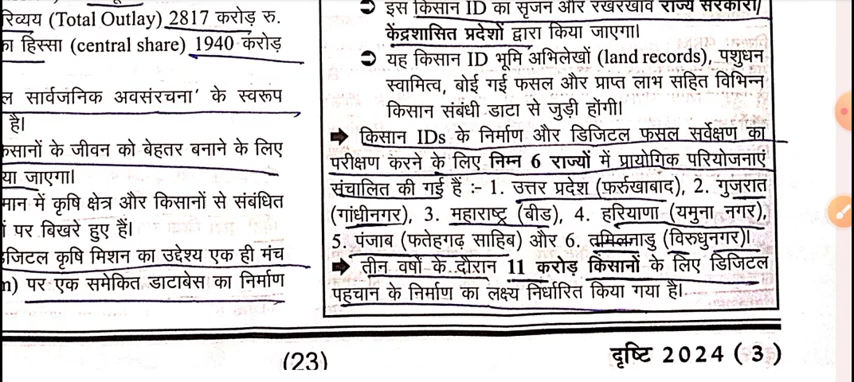 रिव्यय (Total Outlay) 2817 करोड़ रु.
का हिस्सा (central share) 1940 करोड़
ल सार्वजनिक अवसंरचना' के स्वरूप
है।
कसानों के जीवन को बेहतर बनाने के लिए
या जाएगा।
मान में कृषि क्षेत्र और किसानों से संबंधित
पर बिखरे हुए हैं।
डिजिटल कृषि मिशन का उद्देश्य एक ही मंच
n) पर एक समेकित डाटाबेस का निर्माण
इस किसान ID का सृजन और रखरखाव राज्य सरकारों/
केंद्रशासित प्रदेशों द्वारा किया जाएगा।
यह किसान ID भूमि अभिलेखों (land records), पशुधन
स्वामित्व, बोई गई फसल और प्राप्त लाभ सहित विभिन्न
किसान संबंधी डाटा से जुड़ी होंगी।
किसान IDs के निर्माण और डिजिटल फसल सर्वेक्षण का
परीक्षण करने के लिए निम्न 6 राज्यों में प्रायोगिक परियोजनाएं
संचालित की गई हैं :- 1. उत्तर प्रदेश (फर्रुखाबाद), 2. गुजरात
(गांधीनगर), 3. महाराष्ट्र (बीड), 4. हरियाणा (यमुना नगर),
5. पंजाब (फतेहगढ़ साहिब) और 6. तमिलनाडु (विरुधुनगर)।
तीन वर्षों के दौरान 11 करोड़ किसानों के लिए डिजिटल
पहचान के निर्माण का लक्ष्य निर्धारित किया गया है।
(23)
दृष्टि 2024 ( 3 )